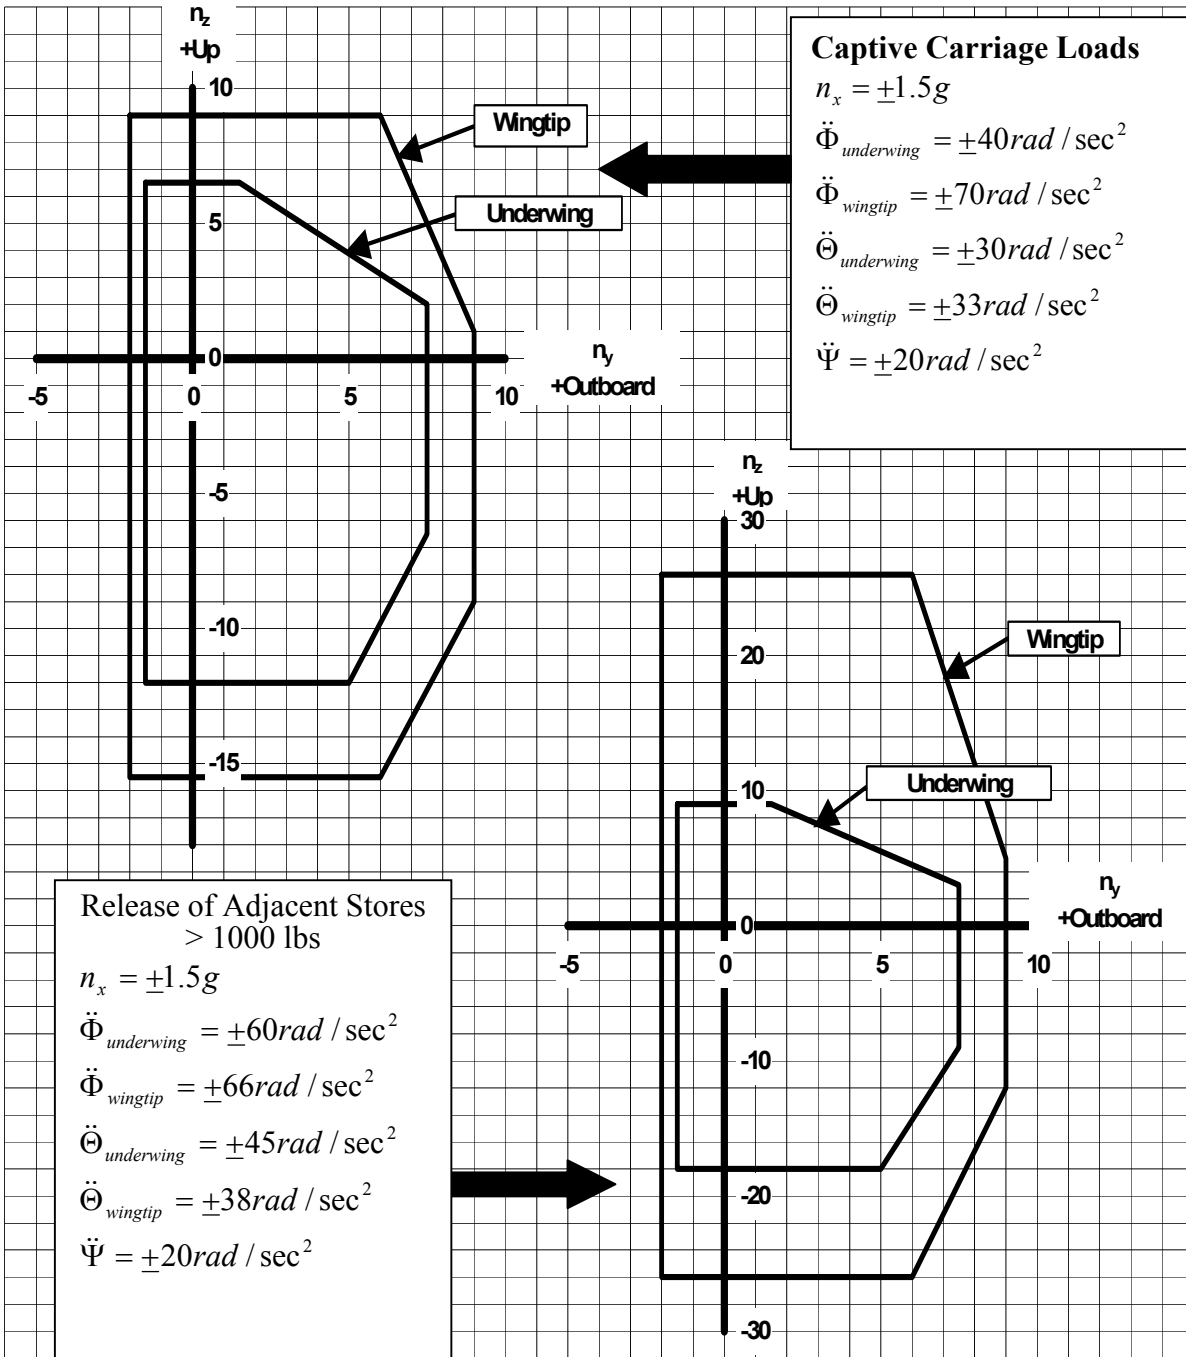 n_z
+Up
10
5
0
-5
-10
-15
-5
0
5
10
n_y
+Outboard
Wingtip
Underwing
Captive Carriage Loads
n_x = ±1.5g
Φ̈_underwing = ±40rad / sec²
Φ̈_wingtip = ±70rad / sec²
Θ̈_underwing = ±30rad / sec²
Θ̈_wingtip = ±33rad / sec²
Ψ̈ = ±20rad / sec²
n_z
+Up
30
20
10
0
-10
-20
-30
-5
0
5
10
n_y
+Outboard
Wingtip
Underwing
Release of Adjacent Stores
> 1000 lbs
n_x = ±1.5g
Φ̈_underwing = ±60rad / sec²
Φ̈_wingtip = ±66rad / sec²
Θ̈_underwing = ±45rad / sec²
Θ̈_wingtip = ±38rad / sec²
Ψ̈ = ±20rad / sec²